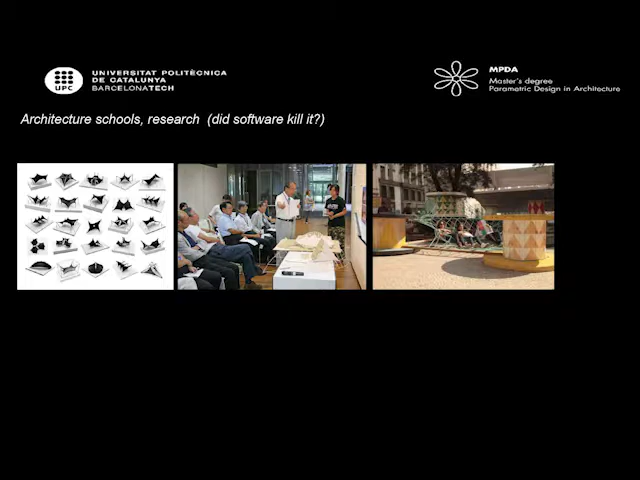 UNIVERSITAT POLITÈCNICA
DE CATALUNYA
BARCELONATECH
UPC
MPDA
Master's degree
Parametric Design in Architecture
Architecture schools, research (did software kill it?)